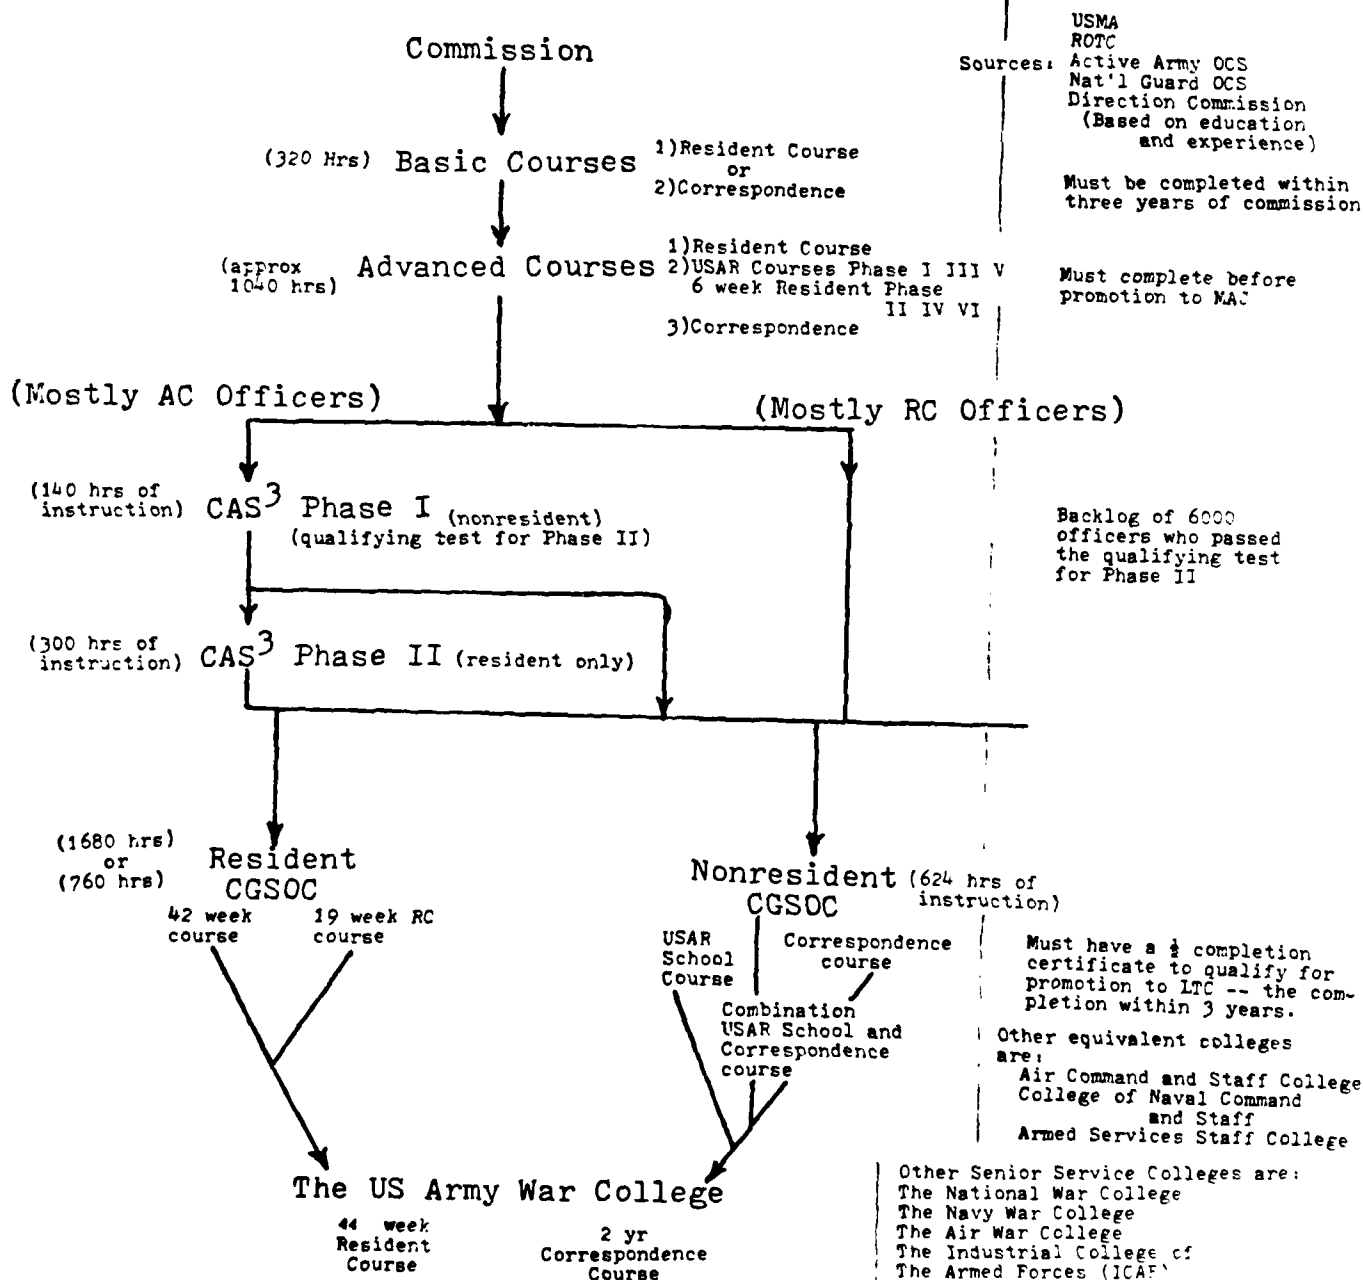 Commission
Sources:
USMA
ROTC
Active Army OCS
Nat'l Guard OCS
Direction Commission
(Based on education
and experience)
(320 Hrs) Basic Courses
1)Resident Course
or
2)Correspondence
Must be completed within
three years of commission
(approx
1040 hrs)
Advanced Courses
1)Resident Course
2)USAR Courses Phase I III V
6 week Resident Phase
II IV VI
3)Correspondence
Must complete before
promotion to MAJ
(Mostly AC Officers)
(Mostly RC Officers)
(140 hrs of
instruction)
CAS3 Phase I (nonresident)
(qualifying test for Phase II)
Backlog of 6000
officers who passed
the qualifying test
for Phase II
(300 hrs of
instruction)
CAS3 Phase II (resident only)
(1680 hrs)
or
(760 hrs)
Resident
CGSOC
42 week
course
19 week RC
course
Nonresident
CGSOC
(624 hrs of
instruction)
USAR
School
Course
Correspondence
course
Combination
USAR School and
Correspondence
course
Must have a ½ completion
certificate to qualify for
promotion to LTC -- the com-
pletion within 3 years.
Other equivalent colleges
are:
Air Command and Staff College
College of Naval Command
and Staff
Armed Services Staff College
The US Army War College
44 week
Resident
Course
2 yr
Correspondence
Course
Other Senior Service Colleges are:
The National War College
The Navy War College
The Air War College
The Industrial College of
The Armed Forces (ICAF)